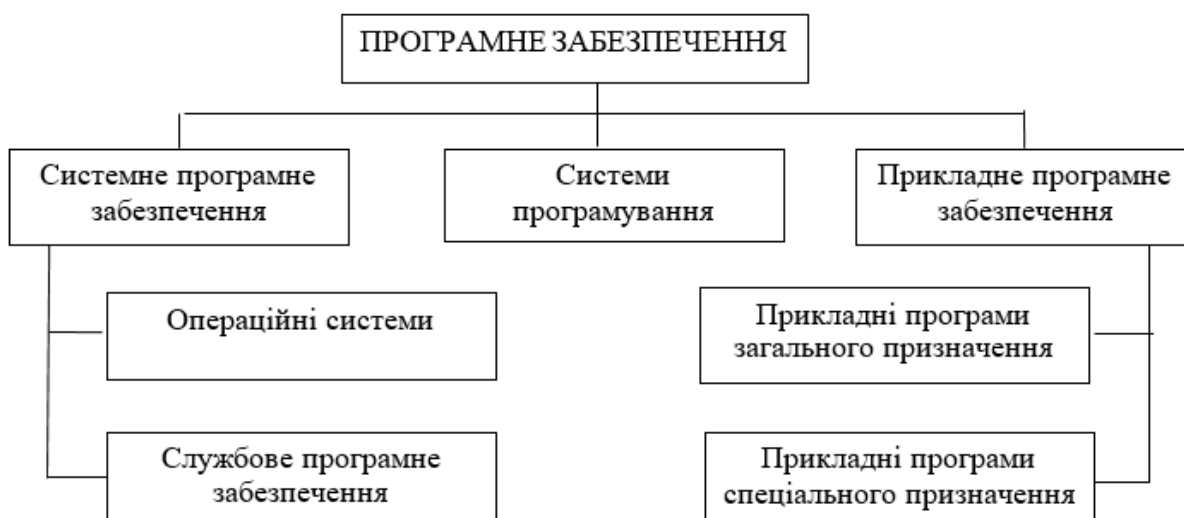 ПРОГРАМНЕ ЗАБЕЗПЕЧЕННЯ
Системне програмне
забезпечення
Системи
програмування
Прикладне програмне
забезпечення
Операційні системи
Прикладні програми
загального призначення
Службове програмне
забезпечення
Прикладні програми
спеціального призначення